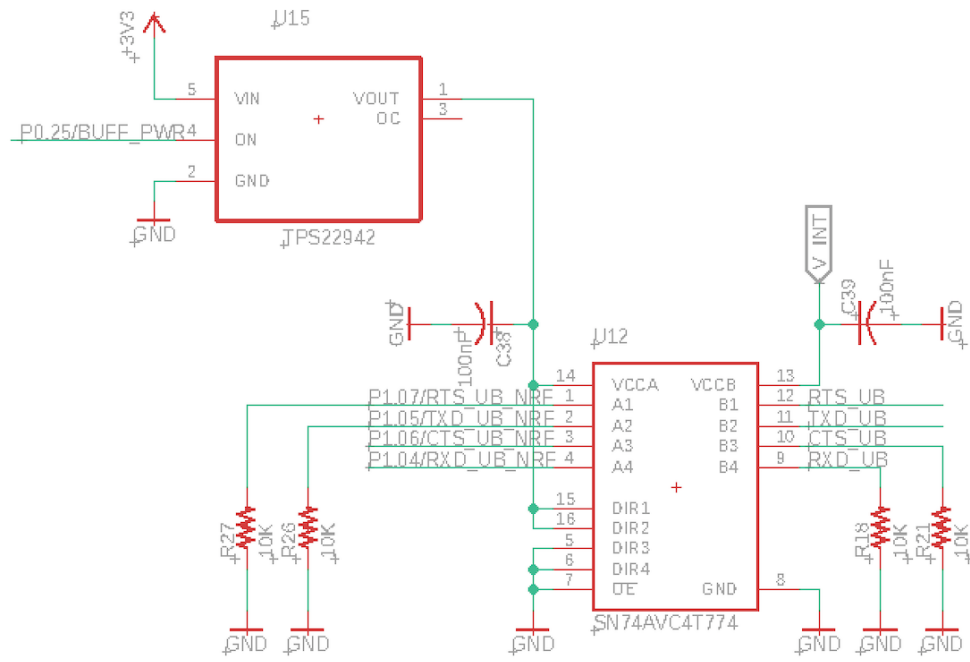 +3V3
U15
5 VIN
VOUT 1
OC 3
P0.25/BUFF_PWR 4 ON
2 GND
GND
TPS22942
V_INT
GND
100nF
C38
C39
100nF
GND
U12
14 VCCA
VCCB 13
P1.07/RTS_UB_NRF 1 A1
B1 12 RTS_UB
P1.05/TXD_UB_NRF 2 A2
B2 11 TXD_UB
P1.06/CTS_UB_NRF 3 A3
B3 10 CTS_UB
P1.04/RXD_UB_NRF 4 A4
B4 9 RXD_UB
15 DIR1
16 DIR2
5 DIR3
6 DIR4
7 OE
GND 8
R27
10K
R26
10K
R18
10K
R21
10K
SN74AVC4T774
GND
GND
GND
GND
GND
GND